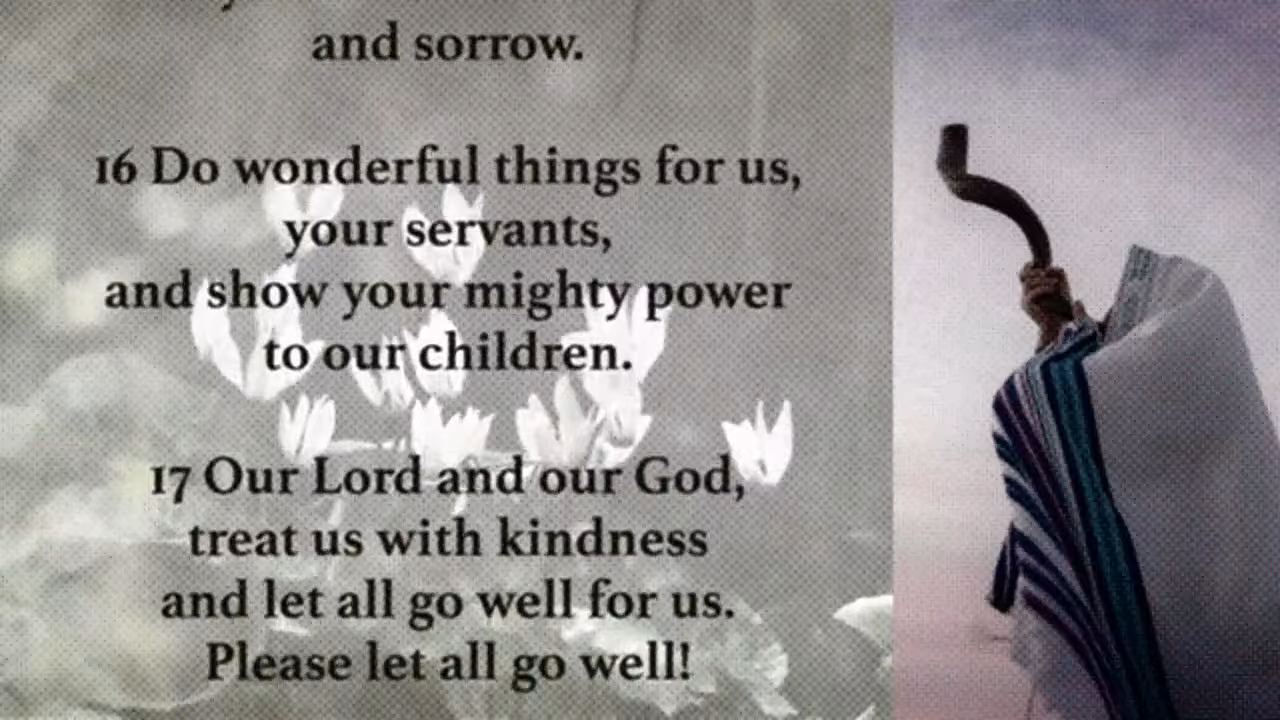 and sorrow.
16 Do wonderful things for us,
your servants,
and show your mighty power
to our children.
17 Our Lord and our God,
treat us with kindness
and let all go well for us.
Please let all go well!